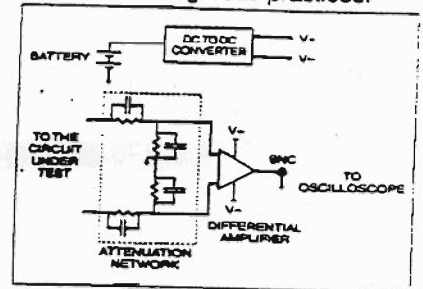 DC TO DC
CONVERTER
V-
V-
BATTERY
TO THE
CIRCUIT
UNDER
TEST
V-
BNC
TO
OSCILLOSCOPE
V-
DIFFERENTIAL
AMPLIFIER
ATTENUATION
NETWORK